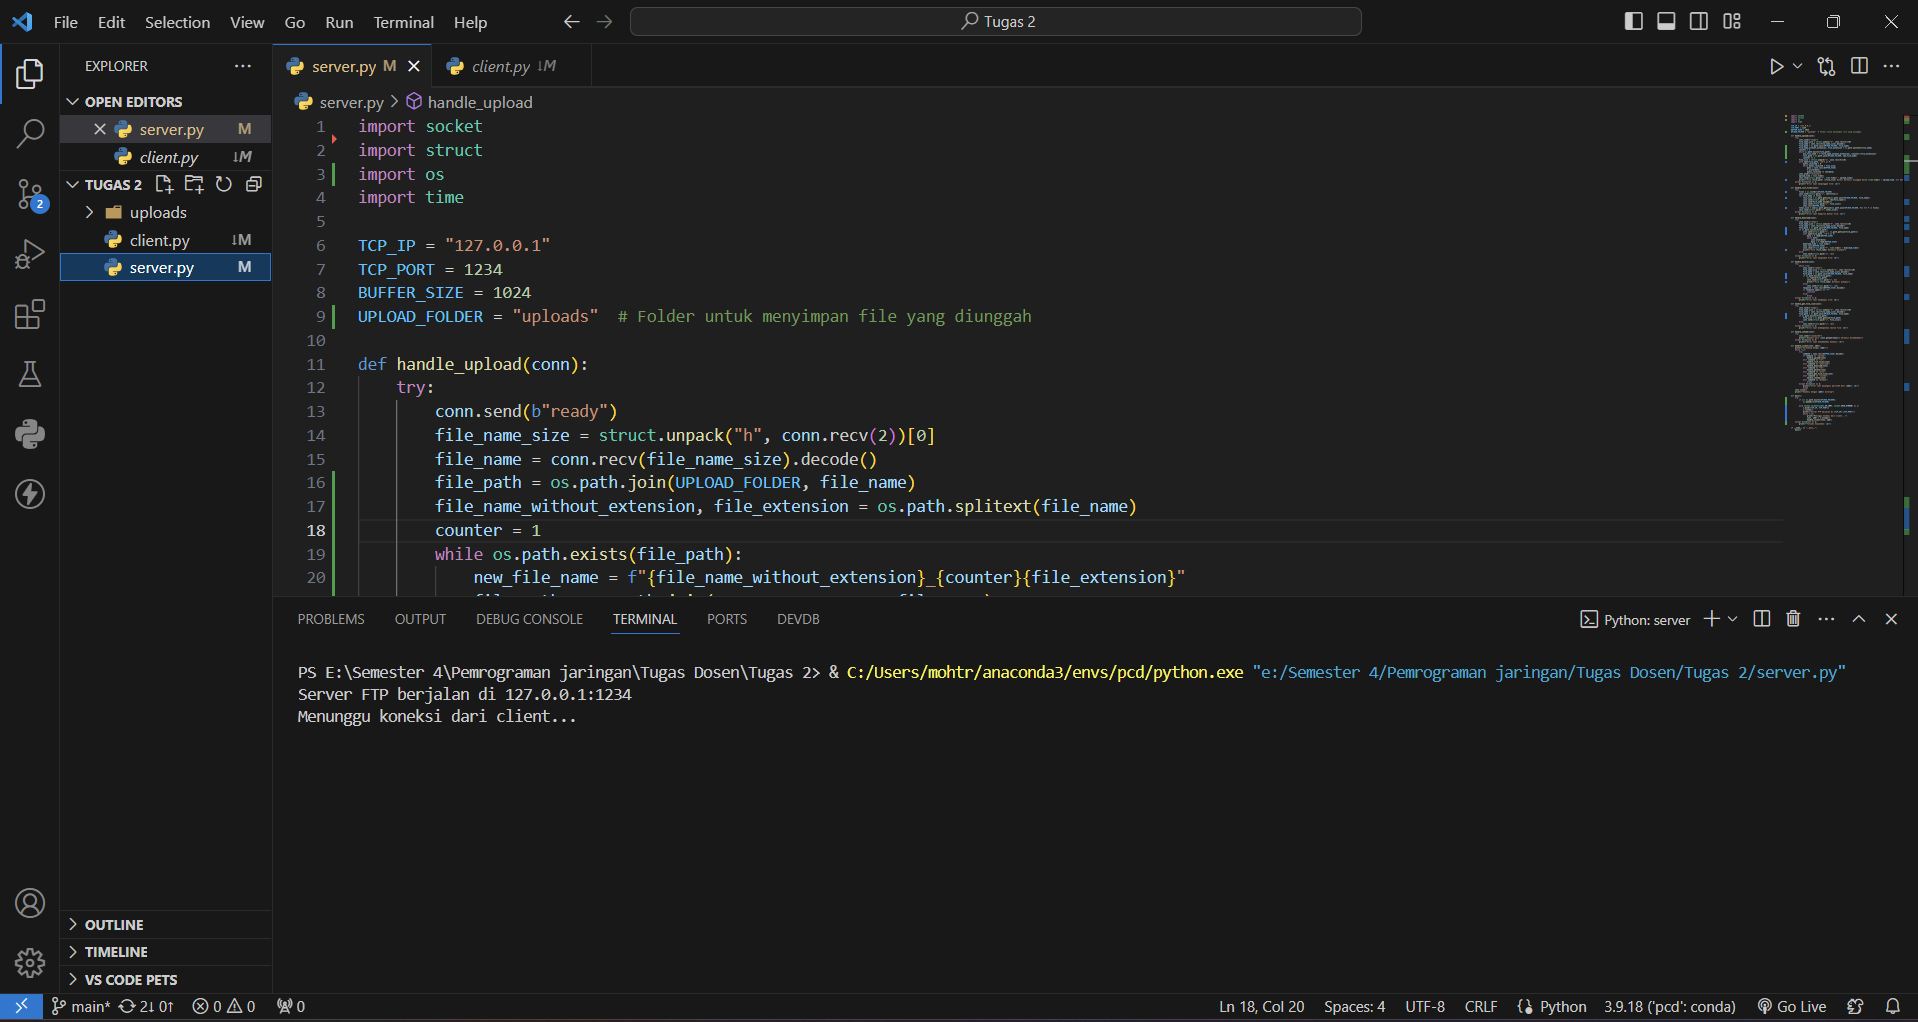 File Edit Selection View Go Run Terminal Help
Tugas 2
EXPLORER
OPEN EDITORS
server.py M
client.py ↓M
TUGAS 2
uploads
client.py ↓M
server.py M
2
server.py M
client.py ↓M
server.py > handle_upload
1 import socket
2 import struct
3 import os
4 import time
5
6 TCP_IP = "127.0.0.1"
7 TCP_PORT = 1234
8 BUFFER_SIZE = 1024
9 UPLOAD_FOLDER = "uploads" # Folder untuk menyimpan file yang diunggah
10
11 def handle_upload(conn):
12 try:
13 conn.send(b"ready")
14 file_name_size = struct.unpack("h", conn.recv(2))[0]
15 file_name = conn.recv(file_name_size).decode()
16 file_path = os.path.join(UPLOAD_FOLDER, file_name)
17 file_name_without_extension, file_extension = os.path.splitext(file_name)
18 counter = 1
19 while os.path.exists(file_path):
20 new_file_name = f"{file_name_without_extension}_{counter}{file_extension}"
PROBLEMS OUTPUT DEBUG CONSOLE TERMINAL PORTS DEVDB
Python: server
PS E:\Semester 4\Pemrograman jaringan\Tugas Dosen\Tugas 2> & C:/Users/mohtr/anaconda3/envs/pcd/python.exe "e:/Semester 4/Pemrograman jaringan/Tugas Dosen/Tugas 2/server.py"
Server FTP berjalan di 127.0.0.1:1234
Menunggu koneksi dari client...
OUTLINE
TIMELINE
VS CODE PETS
main* 2↓ 0↑ 0 0 0
Ln 18, Col 20 Spaces: 4 UTF-8 CRLF Python 3.9.18 ('pcd': conda) Go Live